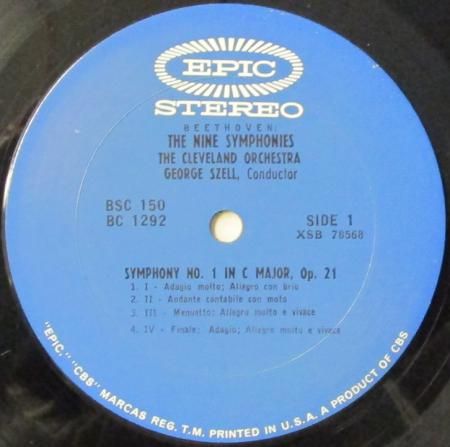 EPIC
STEREO
BEETHOVEN:
THE NINE SYMPHONIES
THE CLEVELAND ORCHESTRA
GEORGE SZELL, Conductor
BSC 150
BC 1292
SIDE 1
XSB 78568
SYMPHONY NO. 1 IN C MAJOR, Op. 21
1. I - Adagio molto; Allegro con brio
2. II - Andante cantabile con moto
3. III - Menuetto; Allegro molto e vivace
4. IV - Finale; Adagio; Allegro molto e vivace
"EPIC," "CBS" MARCAS REG. T.M. PRINTED IN U.S.A. A PRODUCT OF CBS